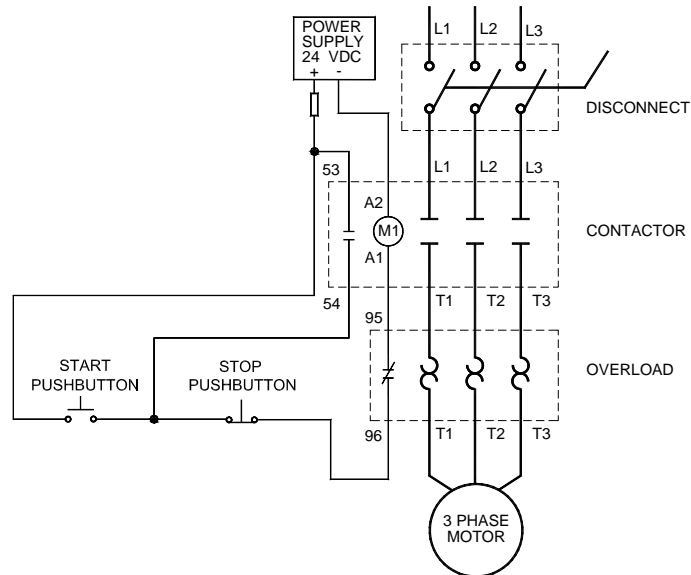 POWER
SUPPLY
24 VDC
+ -
L1 L2 L3
DISCONNECT
L1 L2 L3
53
A2
M1
CONTACTOR
A1
54
T1 T2 T3
95
START
PUSHBUTTON
STOP
PUSHBUTTON
OVERLOAD
96
T1 T2 T3
3 PHASE
MOTOR